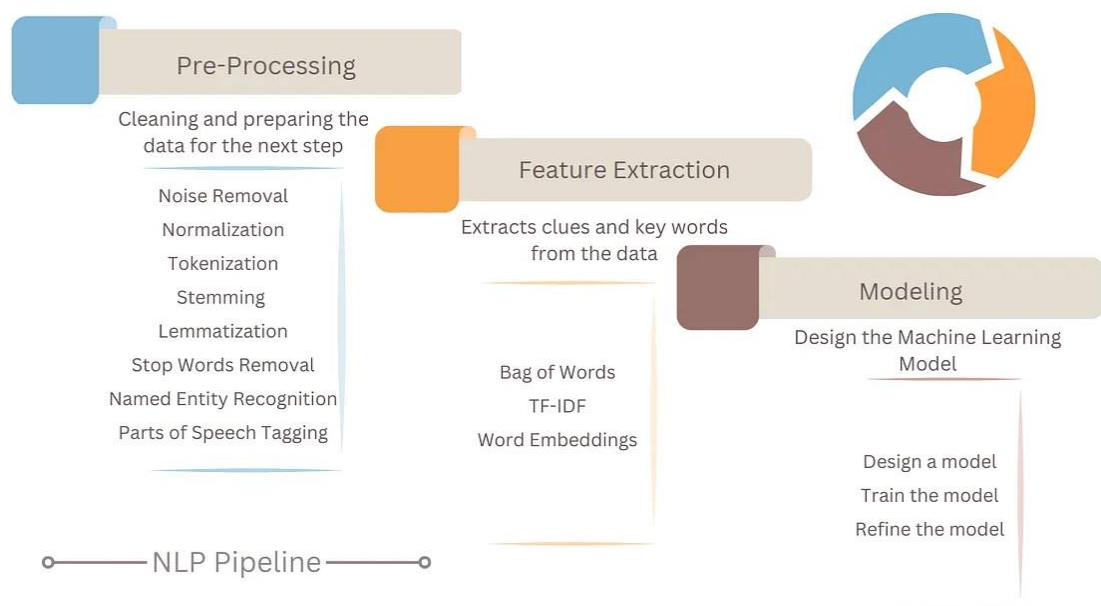 Pre-Processing
Cleaning and preparing the
data for the next step
Noise Removal
Normalization
Tokenization
Stemming
Lemmatization
Stop Words Removal
Named Entity Recognition
Parts of Speech Tagging
Feature Extraction
Extracts clues and key words
from the data
Bag of Words
TF-IDF
Word Embeddings
Modeling
Design the Machine Learning
Model
Design a model
Train the model
Refine the model
NLP Pipeline